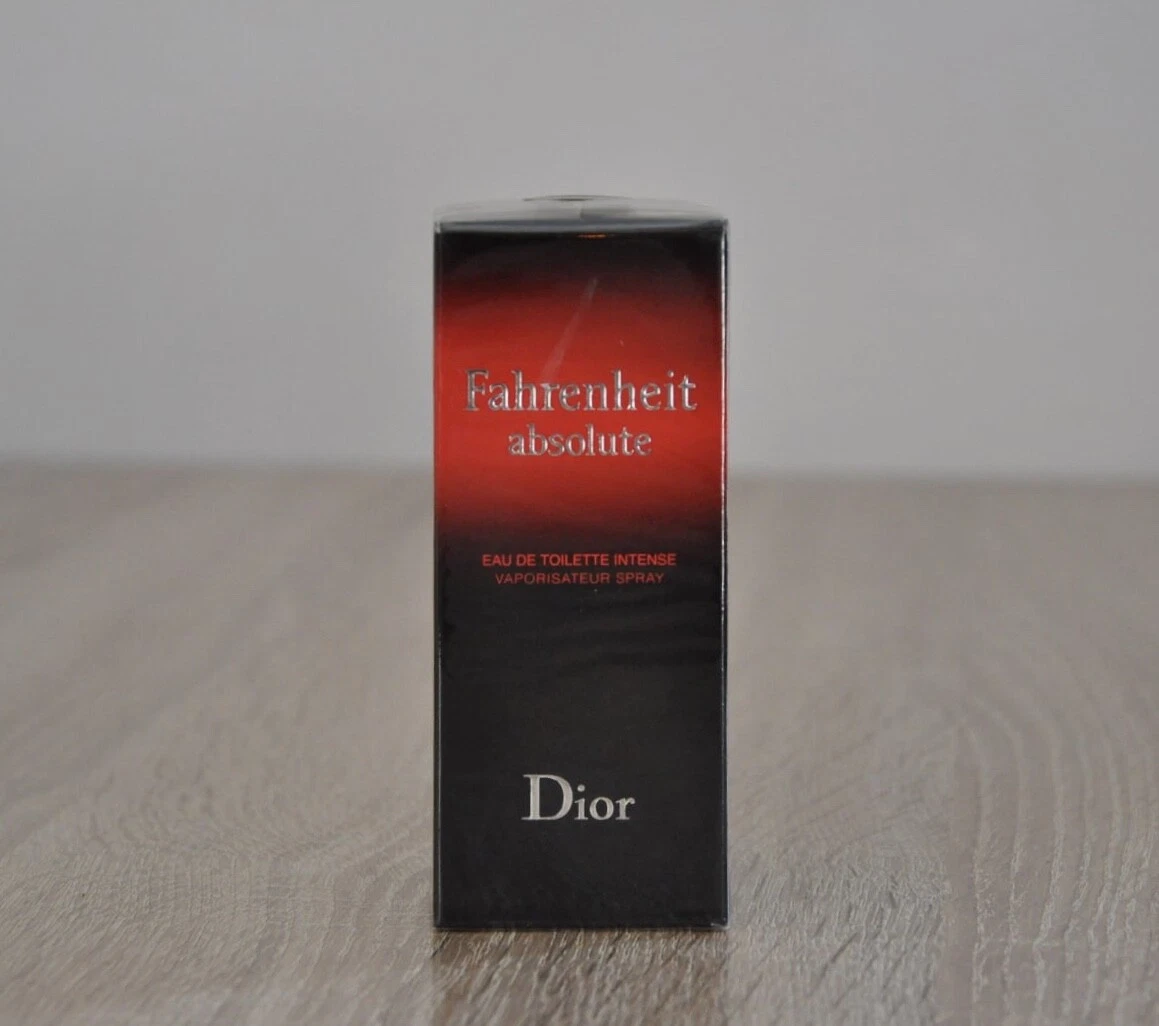 Fahrenheit
absolute
EAU DE TOILETTE INTENSE
VAPORISATEUR SPRAY
Dior